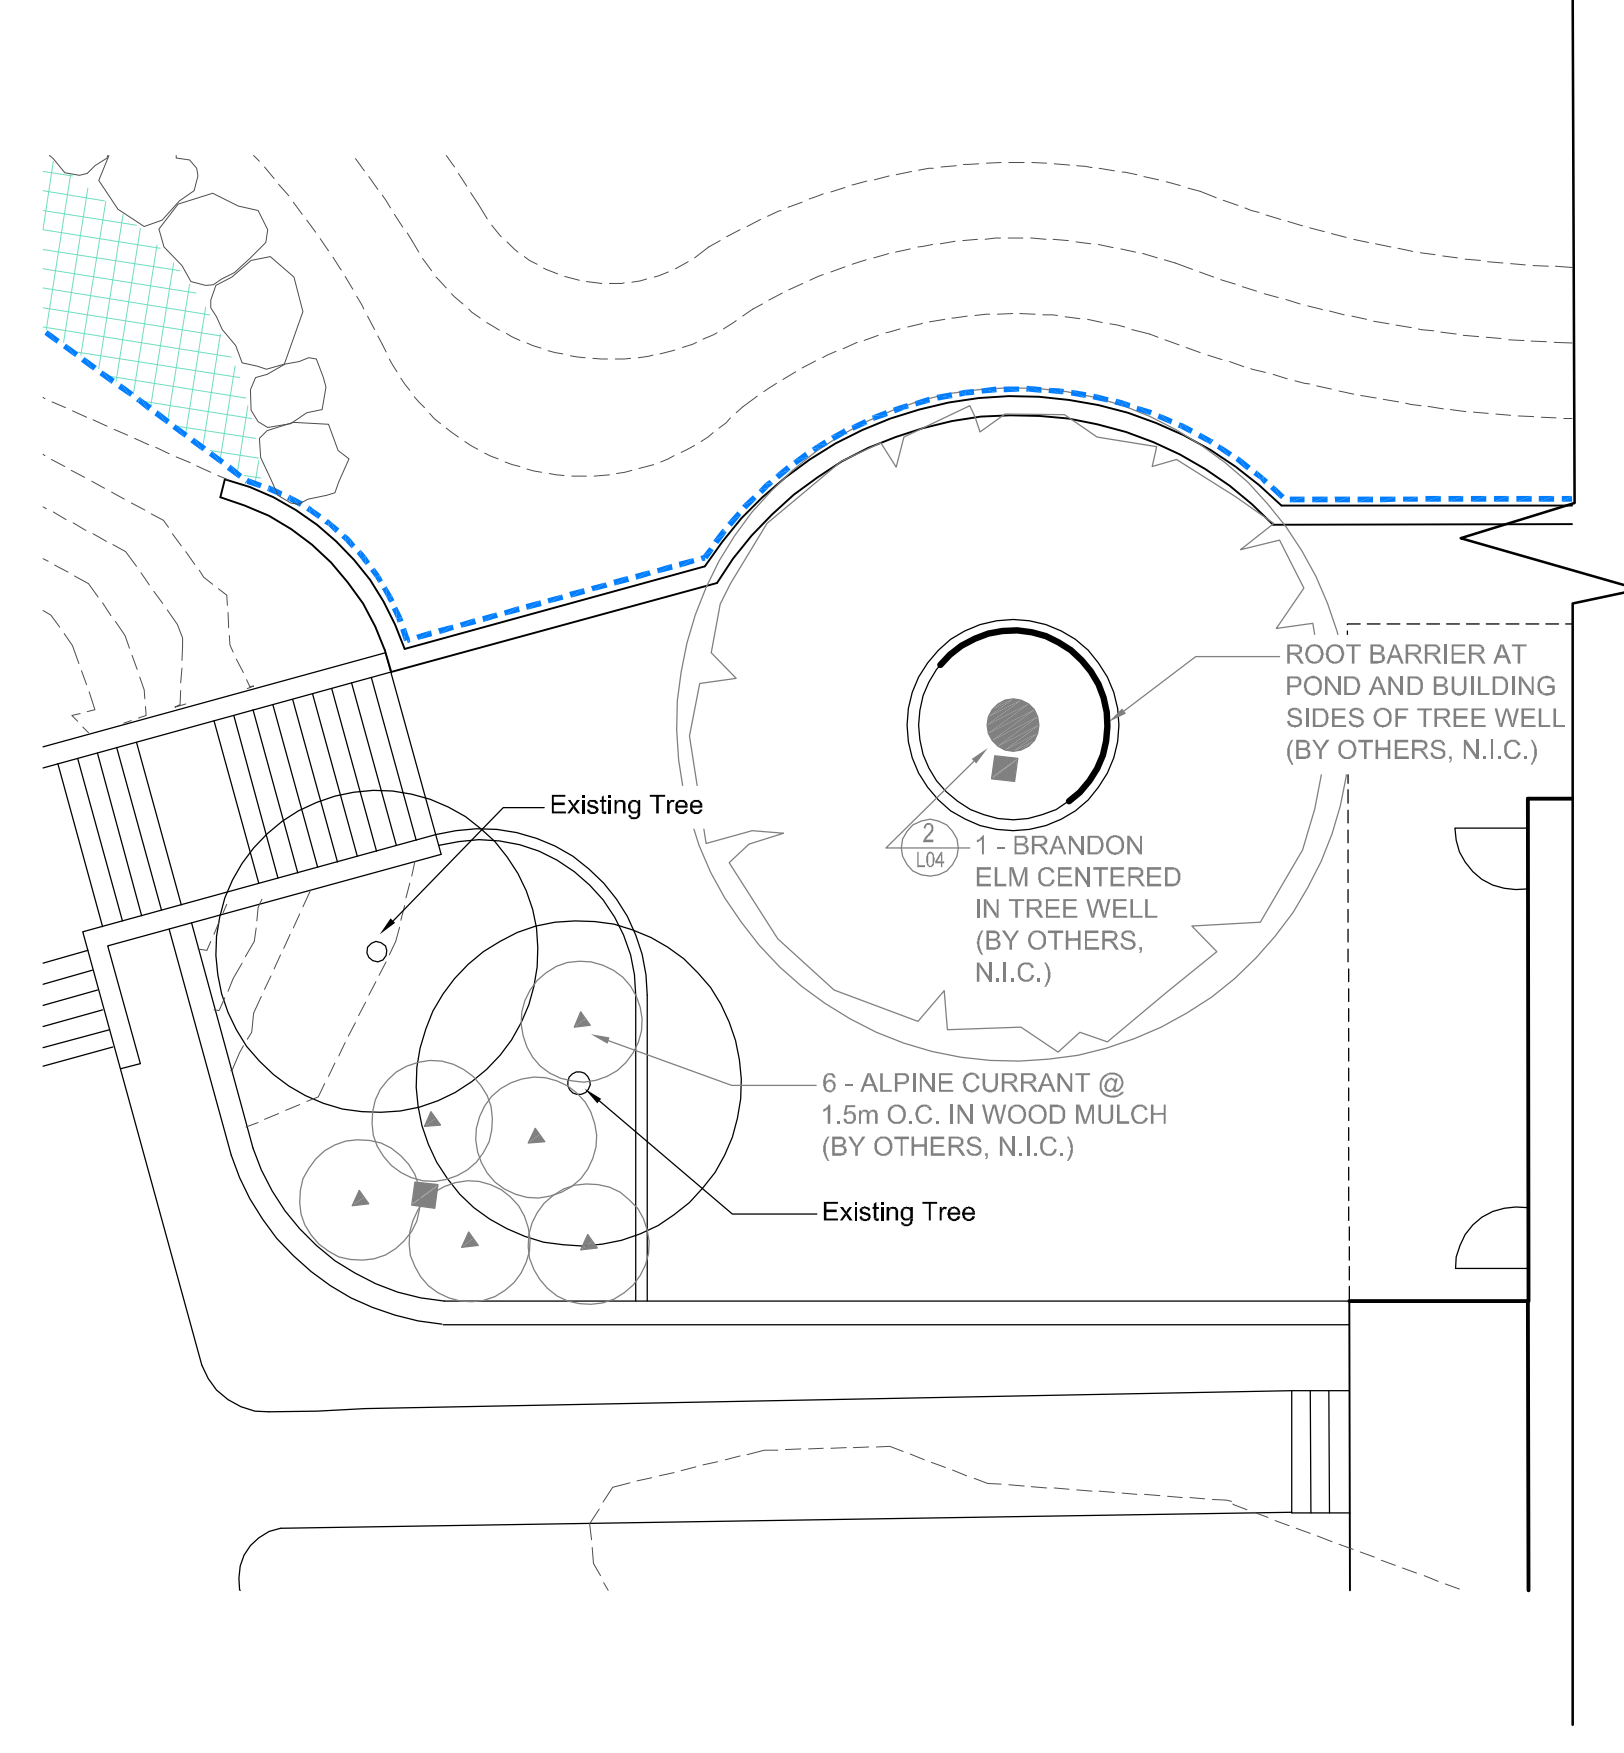 ROOT BARRIER AT
POND AND BUILDING
SIDES OF TREE WELL
(BY OTHERS, N.I.C.)
Existing Tree
2
L04
1 - BRANDON
ELM CENTERED
IN TREE WELL
(BY OTHERS,
N.I.C.)
6 - ALPINE CURRANT @
1.5m O.C. IN WOOD MULCH
(BY OTHERS, N.I.C.)
Existing Tree